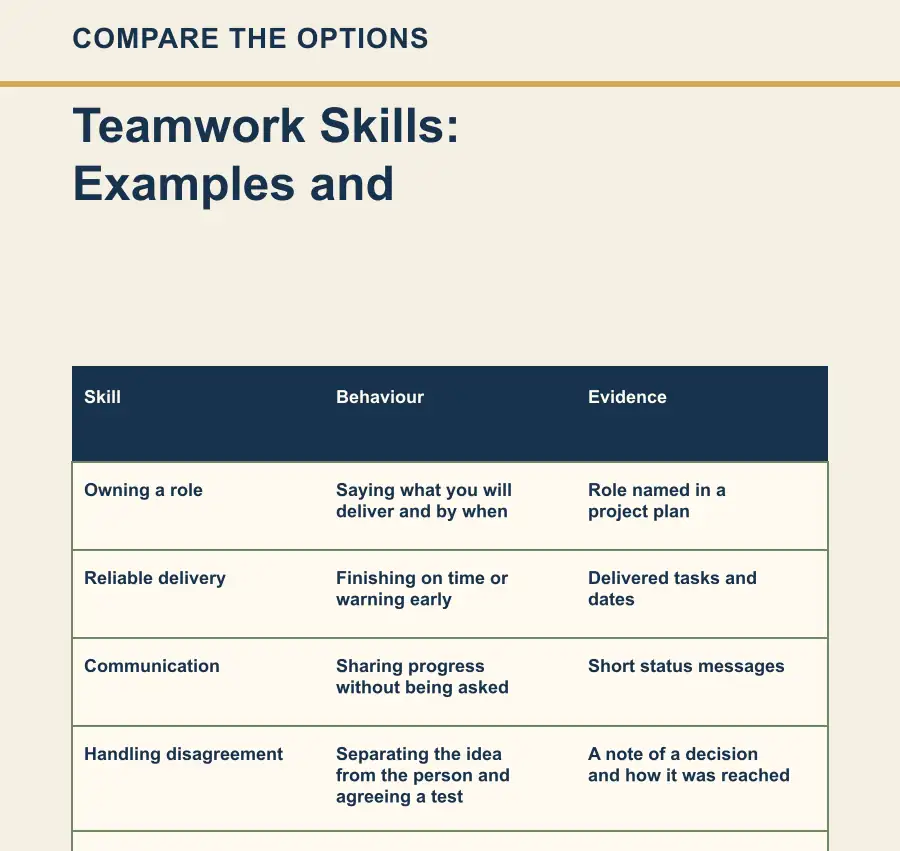 COMPARE THE OPTIONS
Teamwork Skills:
Examples and
Skill
Behaviour
Evidence
Owning a role
Saying what you will
deliver and by when
Role named in a
project plan
Reliable delivery
Finishing on time or
warning early
Delivered tasks and
dates
Communication
Sharing progress
without being asked
Short status messages
Handling disagreement
Separating the idea
from the person and
agreeing a test
A note of a decision
and how it was reached